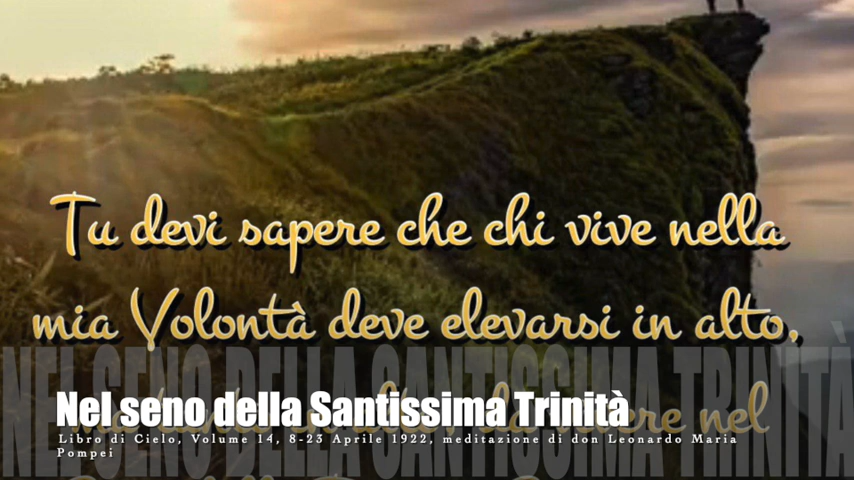 Tu devi sapere che chi vive nella
mia Volontà deve elevarsi in alto,
nel
NEL SENO DELLA SANTISSIMA TRINITÀ
Nel seno della Santissima Trinità
Libro di Cielo, Volume 14, 8-23 Aprile 1922, meditazione di don Leonardo Maria
Pompei